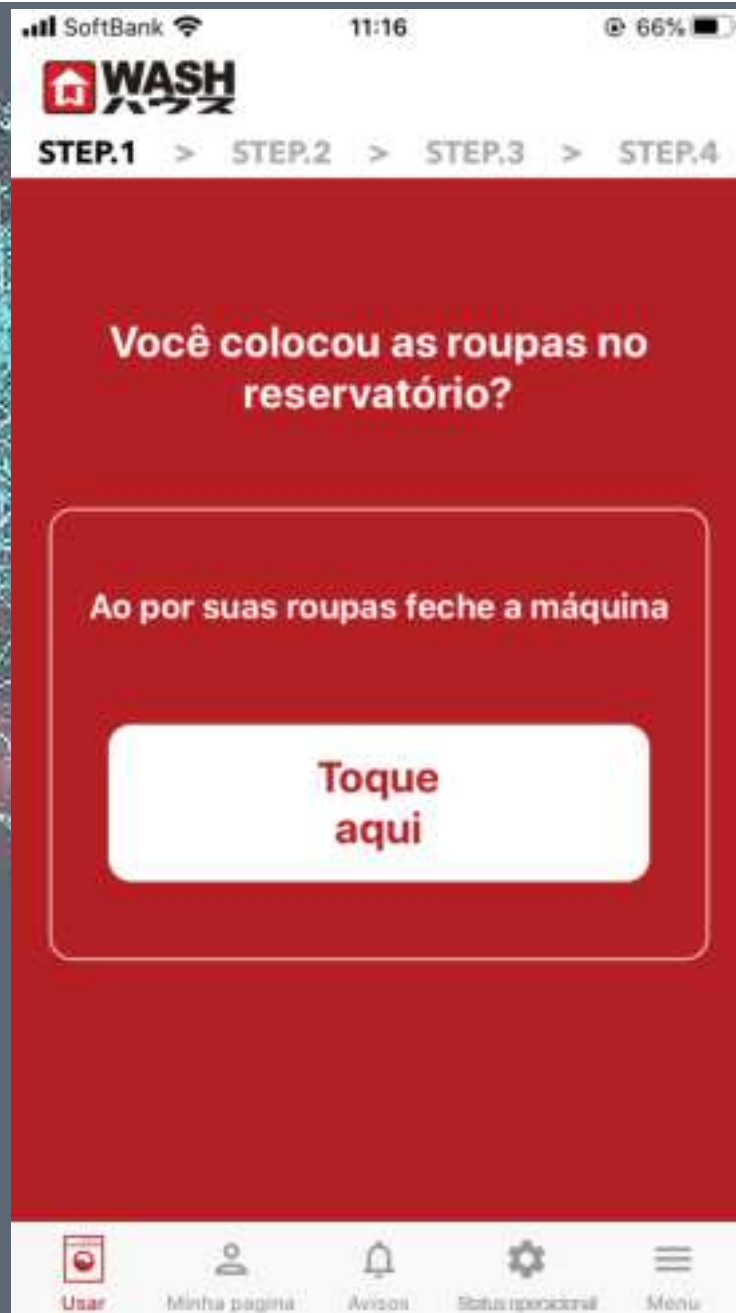 SoftBank 11:16 66%
WASH
ハウス
STEP.1 > STEP.2 > STEP.3 > STEP.4
Você colocou as roupas no
reservatório?
Ao por suas roupas feche a máquina
Toque
aqui
Usar Minha pagina Avisos Status operacional Menu